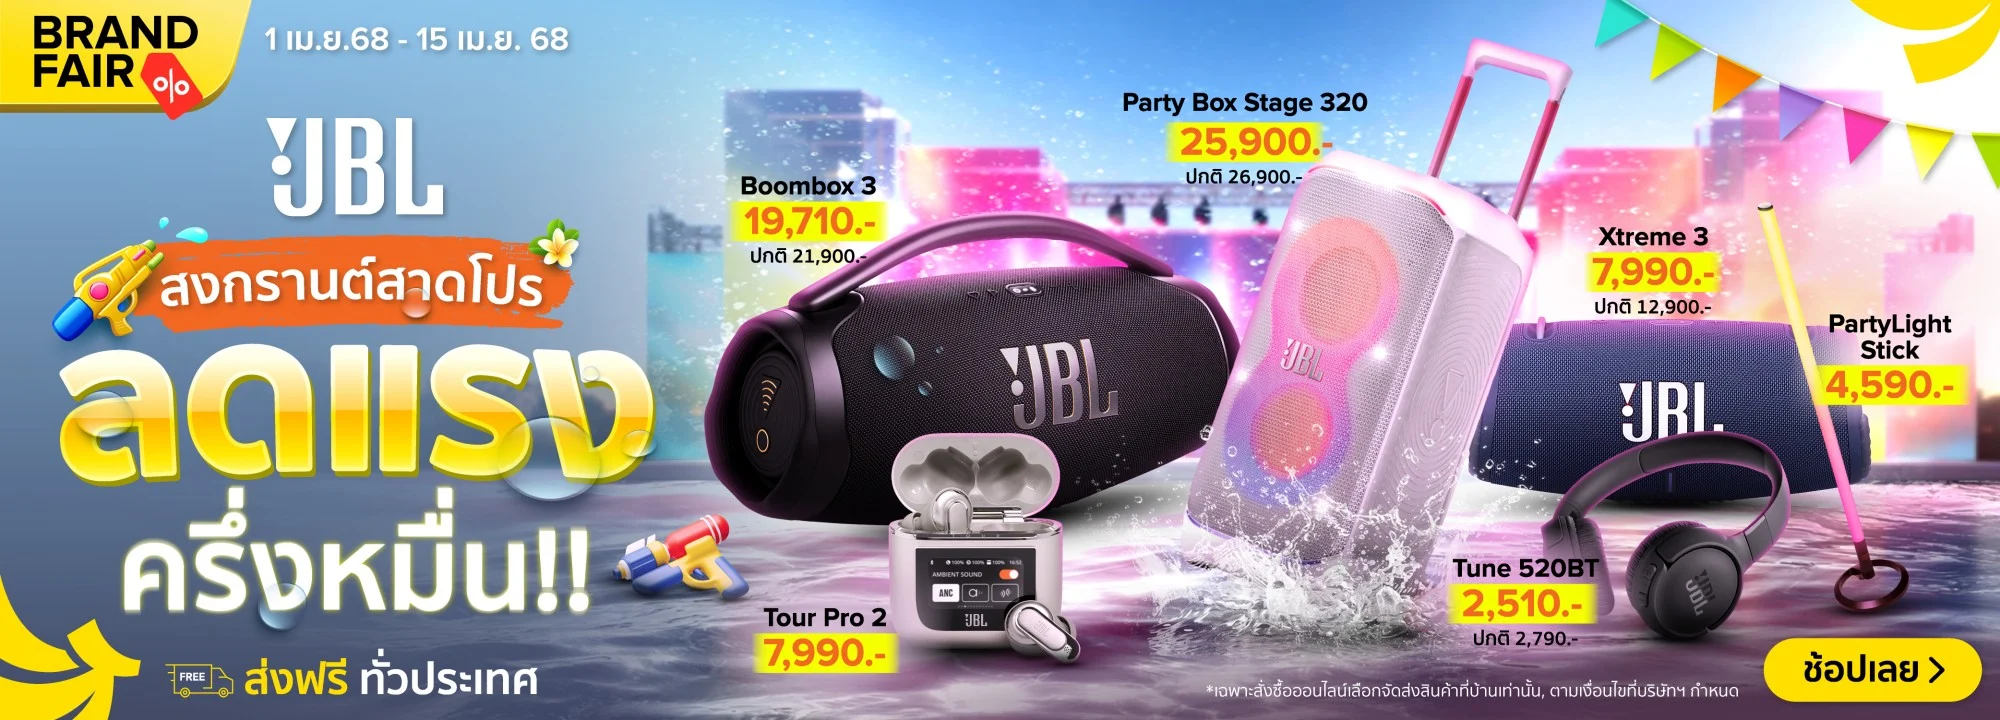 BRAND
FAIR
%
1 เม.ย.68 - 15 เม.ย. 68
JBL
สงกรานต์สาดโปร
ลดแรง
ครึ่งหมื่น!!
FREE
ส่งฟรี ทั่วประเทศ
Boombox 3
19,710.-
ปกติ 21,900.-
Party Box Stage 320
25,900.-
ปกติ 26,900.-
Xtreme 3
7,990.-
ปกติ 12,900.-
PartyLight
Stick
4,590.-
JBL
JBL
JBL
Tour Pro 2
7,990.-
100% 100% 100% 16:52
AMBIENT SOUND
ANC
JBL
Tune 520BT
2,510.-
ปกติ 2,790.-
JBL
*เฉพาะสั่งซื้อออนไลน์เลือกจัดส่งสินค้าที่บ้านเท่านั้น, ตามเงื่อนไขที่บริษัทฯ กำหนด
ช้อปเลย >